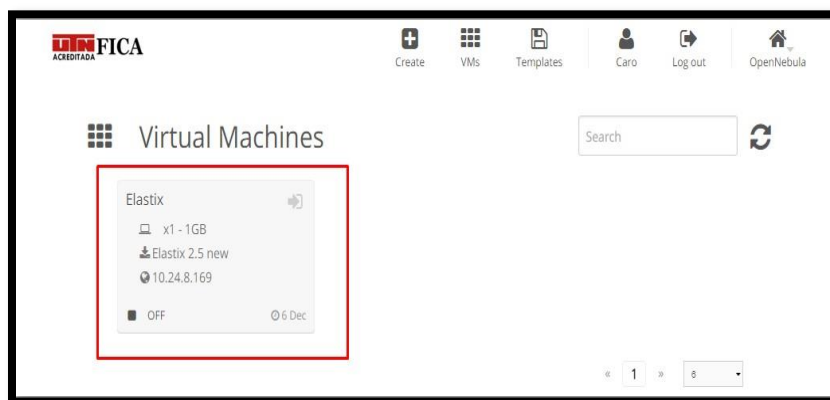 UTN FICA
ACREDITADA
Create VMs Templates Caro Log out OpenNebula
Virtual Machines
Search
Elastix
x1 - 1GB
Elastix 2.5 new
10.24.8.169
OFF 6 Dec
« 1 » 6